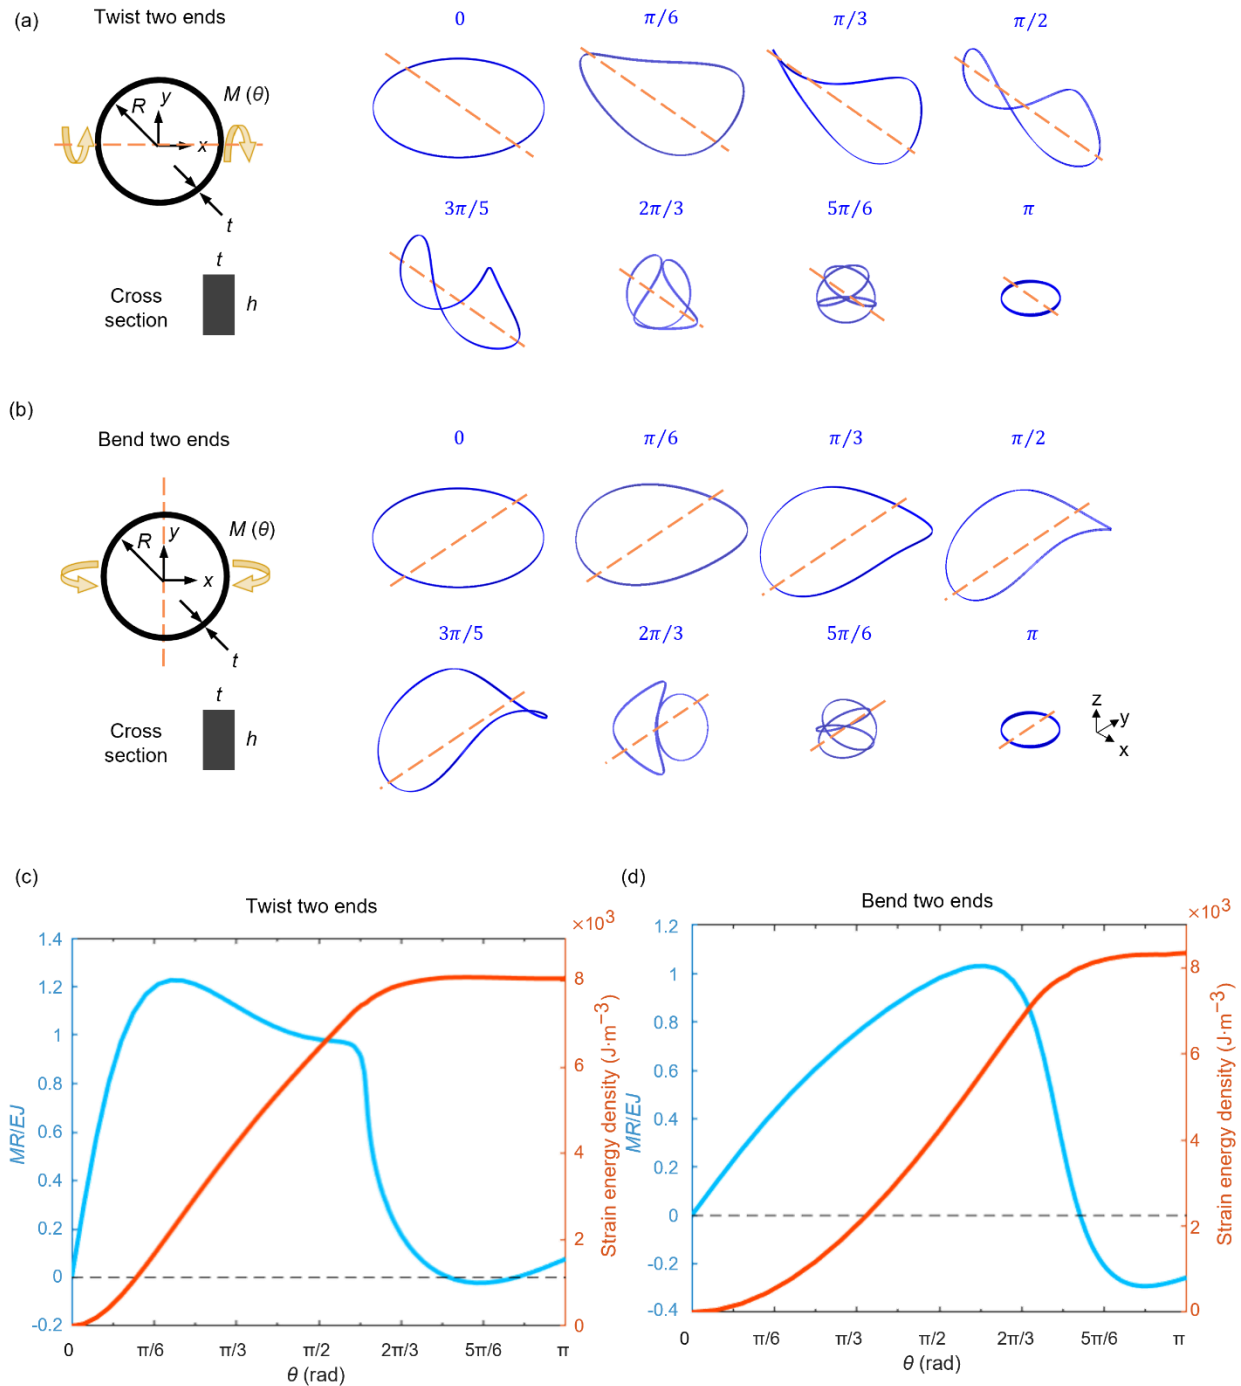 (a)
Twist two ends
0
π/6
π/3
π/2
R
y
x
M (θ)
t
3π/5
2π/3
5π/6
π
t
Cross
section
h
(b)
Bend two ends
0
π/6
π/3
π/2
R
y
x
M (θ)
t
3π/5
2π/3
5π/6
π
t
Cross
section
h
z
y
x
(c)
Twist two ends
×10³
1.4
1.2
1
0.8
0.6
0.4
0.2
0
-0.2
MR/EJ
8
6
4
2
0
Strain energy density (J·m⁻³)
0
π/6
π/3
π/2
2π/3
5π/6
π
θ (rad)
(d)
Bend two ends
×10³
1.2
1
0.8
0.6
0.4
0.2
0
-0.2
-0.4
MR/EJ
8
6
4
2
0
Strain energy density (J·m⁻³)
0
π/6
π/3
π/2
2π/3
5π/6
π
θ (rad)